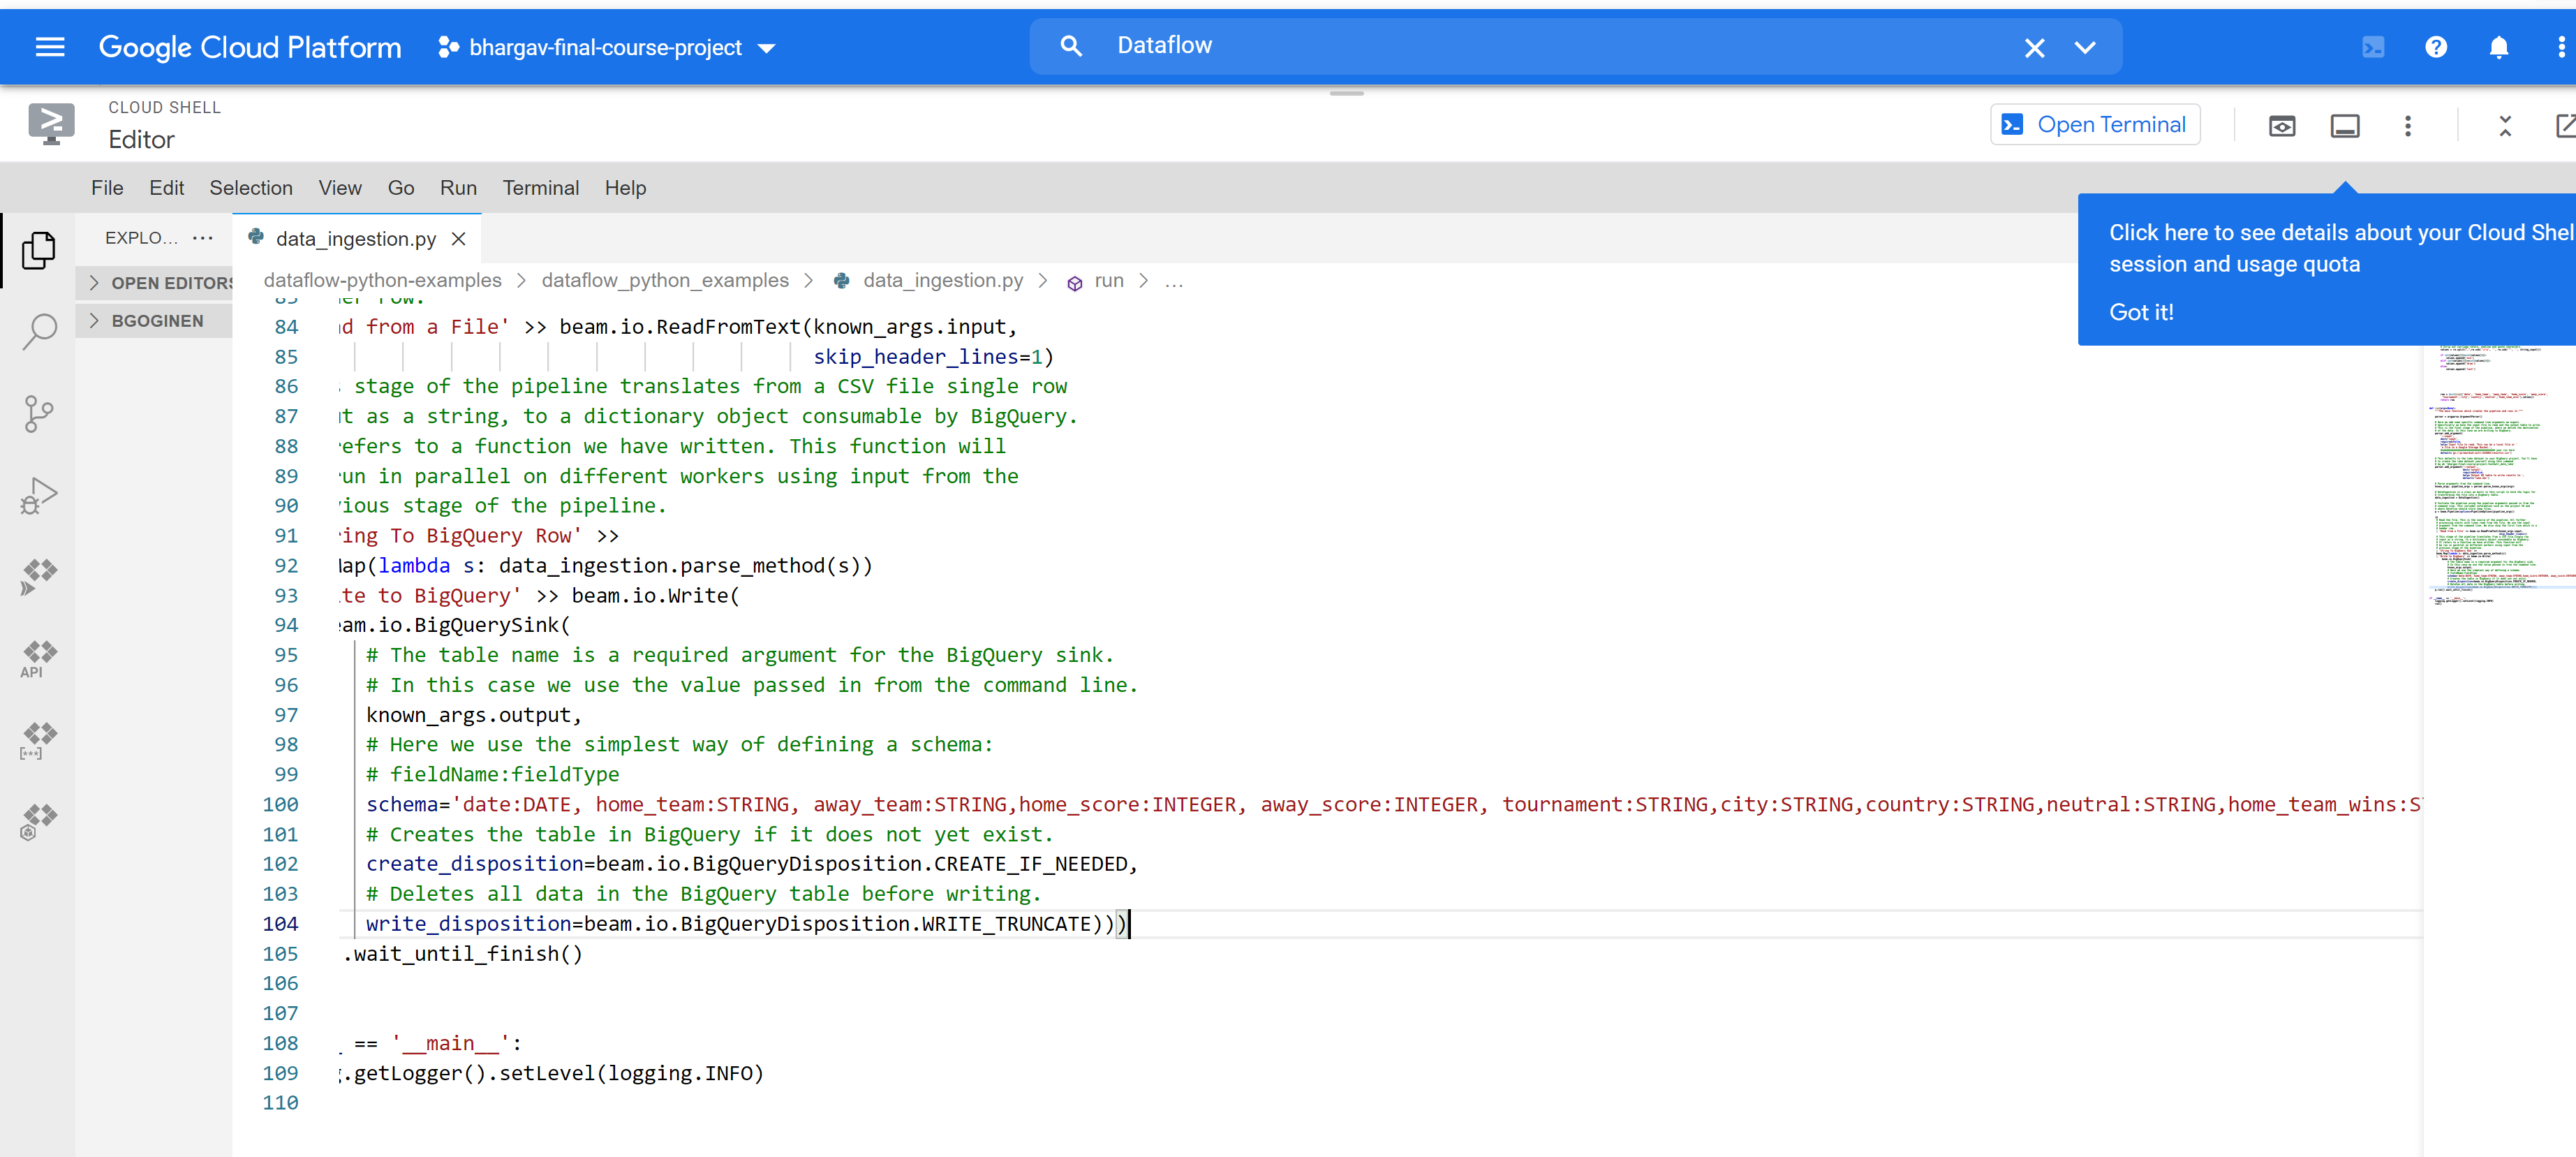 Google Cloud Platform
bhargav-final-course-project
Dataflow
CLOUD SHELL
Editor
Open Terminal
File Edit Selection View Go Run Terminal Help
Click here to see details about your Cloud Shel
session and usage quota
Got it!
EXPLO... ...
data_ingestion.py
OPEN EDITORS
BGOGINEN
API
[***]
dataflow-python-examples > dataflow_python_examples > data_ingestion.py > run > ...
84 d from a File' >> beam.io.ReadFromText(known_args.input,
85 skip_header_lines=1)
86 stage of the pipeline translates from a CSV file single row
87 t as a string, to a dictionary object consumable by BigQuery.
88 efers to a function we have written. This function will
89 un in parallel on different workers using input from the
90 ious stage of the pipeline.
91 ing To BigQuery Row' >>
92 ap(lambda s: data_ingestion.parse_method(s))
93 te to BigQuery' >> beam.io.Write(
94 am.io.BigQuerySink(
95 # The table name is a required argument for the BigQuery sink.
96 # In this case we use the value passed in from the command line.
97 known_args.output,
98 # Here we use the simplest way of defining a schema:
99 # fieldName:fieldType
100 schema='date:DATE, home_team:STRING, away_team:STRING,home_score:INTEGER, away_score:INTEGER, tournament:STRING,city:STRING,country:STRING,neutral:STRING,home_team_wins:S
101 # Creates the table in BigQuery if it does not yet exist.
102 create_disposition=beam.io.BigQueryDisposition.CREATE_IF_NEEDED,
103 # Deletes all data in the BigQuery table before writing.
104 write_disposition=beam.io.BigQueryDisposition.WRITE_TRUNCATE)))
105 .wait_until_finish()
106
107
108 == '__main__':
109 .getLogger().setLevel(logging.INFO)
110